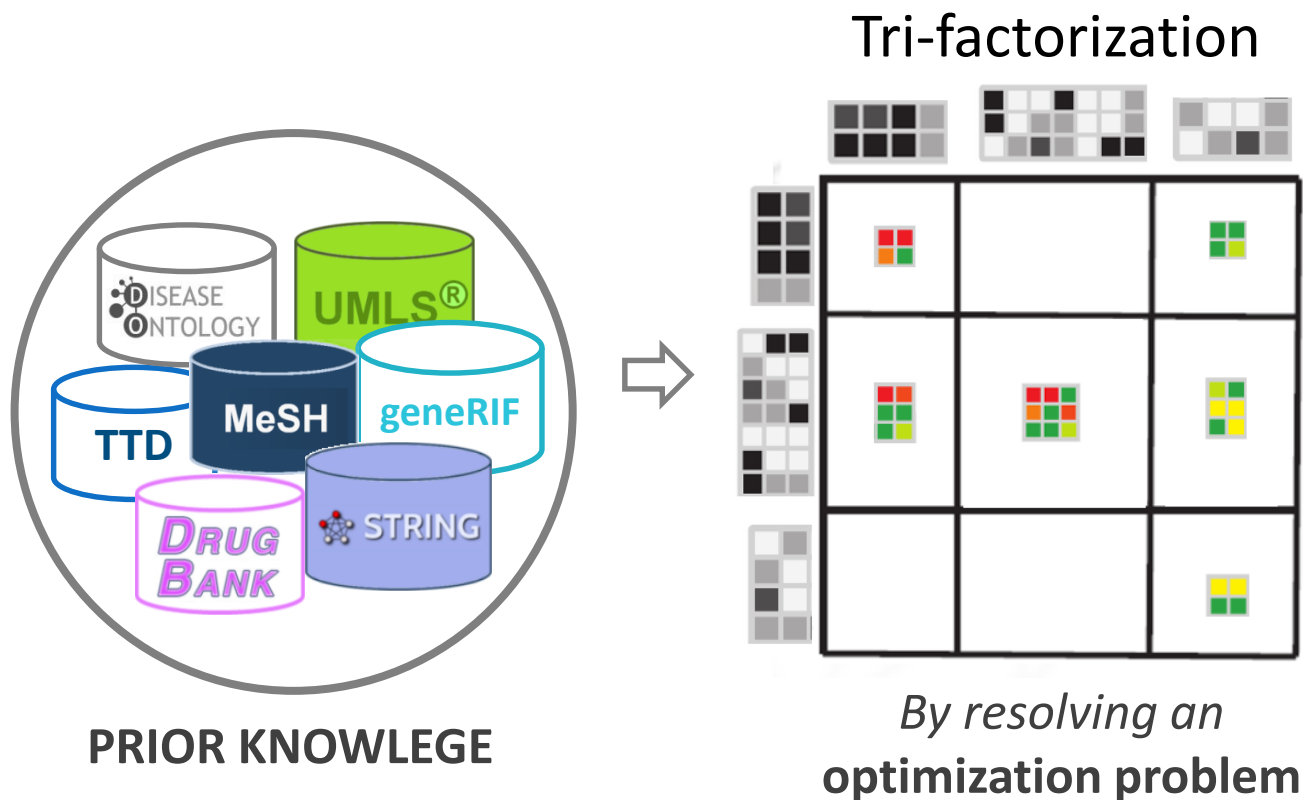 Tri-factorization
DISEASE
ONTOLOGY
UMLS®
TTD
MeSH
geneRIF
DRUG
BANK
STRING
PRIOR KNOWLEGE
By resolving an
optimization problem